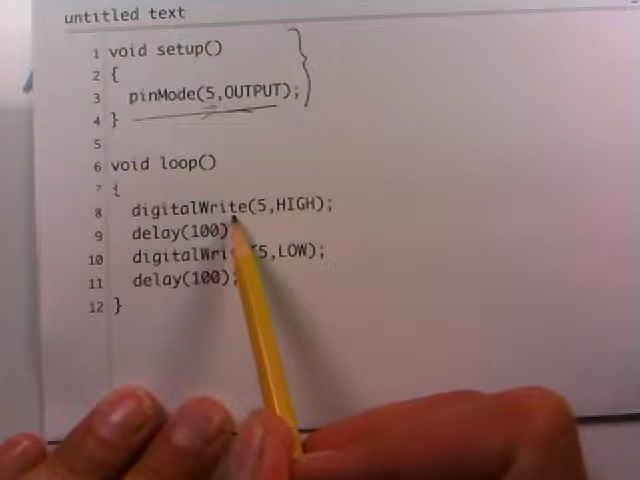 untitled text
1 void setup()
2 {
3 pinMode(5,OUTPUT);
4 }
5
6 void loop()
7 {
8 digitalWrite(5,HIGH);
9 delay(100)
10 digitalWri (5,LOW);
11 delay(100);
12 }